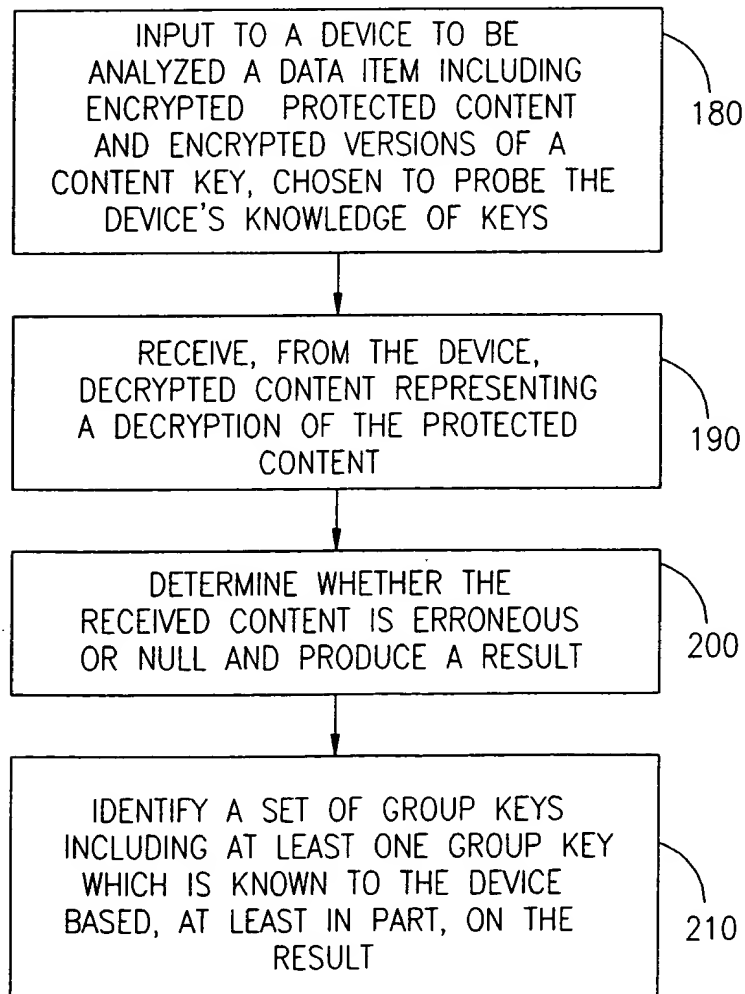 INPUT TO A DEVICE TO BE
ANALYZED A DATA ITEM INCLUDING
ENCRYPTED PROTECTED CONTENT
AND ENCRYPTED VERSIONS OF A
CONTENT KEY, CHOSEN TO PROBE THE
DEVICE'S KNOWLEDGE OF KEYS
180
RECEIVE, FROM THE DEVICE,
DECRYPTED CONTENT REPRESENTING
A DECRYPTION OF THE PROTECTED
CONTENT
190
DETERMINE WHETHER THE
RECEIVED CONTENT IS ERRONEOUS
OR NULL AND PRODUCE A RESULT
200
IDENTIFY A SET OF GROUP KEYS
INCLUDING AT LEAST ONE GROUP KEY
WHICH IS KNOWN TO THE DEVICE
BASED, AT LEAST IN PART, ON THE
RESULT
210